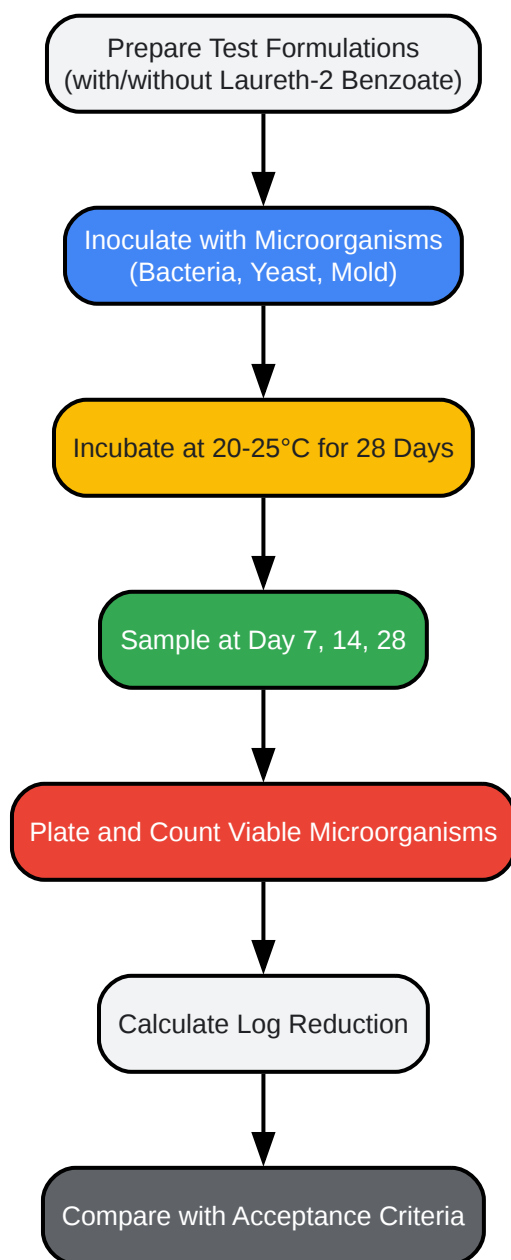 Prepare Test Formulations
(with/without Laureth-2 Benzoate)
Inoculate with Microorganisms
(Bacteria, Yeast, Mold)
Incubate at 20-25°C for 28 Days
Sample at Day 7, 14, 28
Plate and Count Viable Microorganisms
Calculate Log Reduction
Compare with Acceptance Criteria